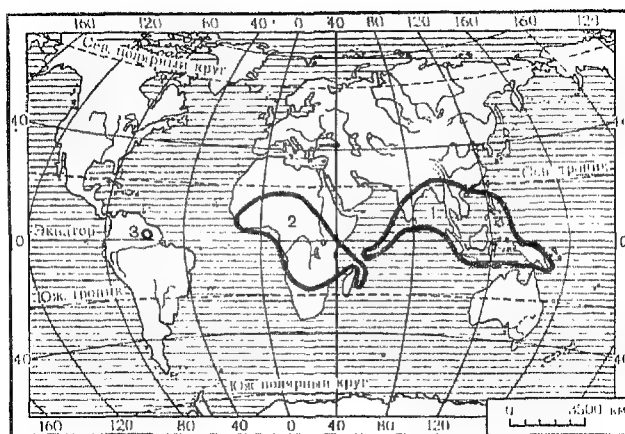 160 120 40 0 40 80 120 160 120
Сев. полярный круг
40 40
Сев. тропик
1
2
Экватор 3 0
Юж. тропик
40 40
Юж полярный круг
0 3500 км
160 120 80 40 0 40 80 120